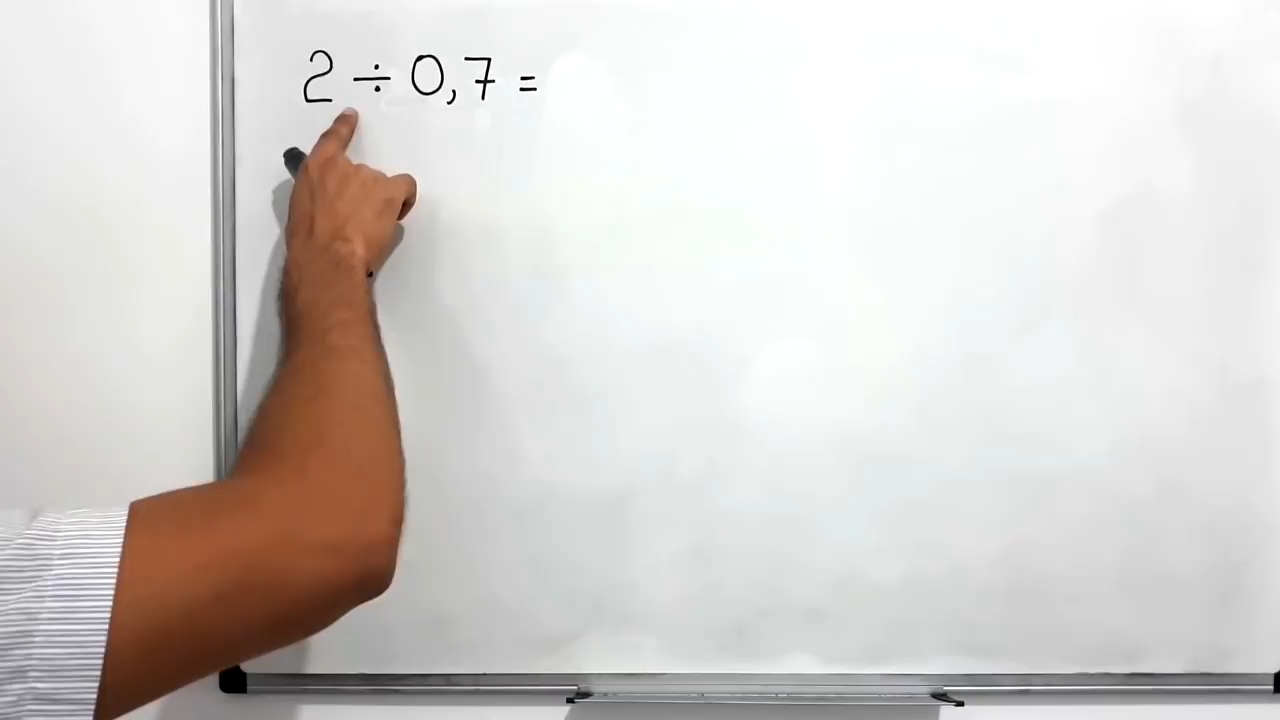 2 ÷ 0,7 =